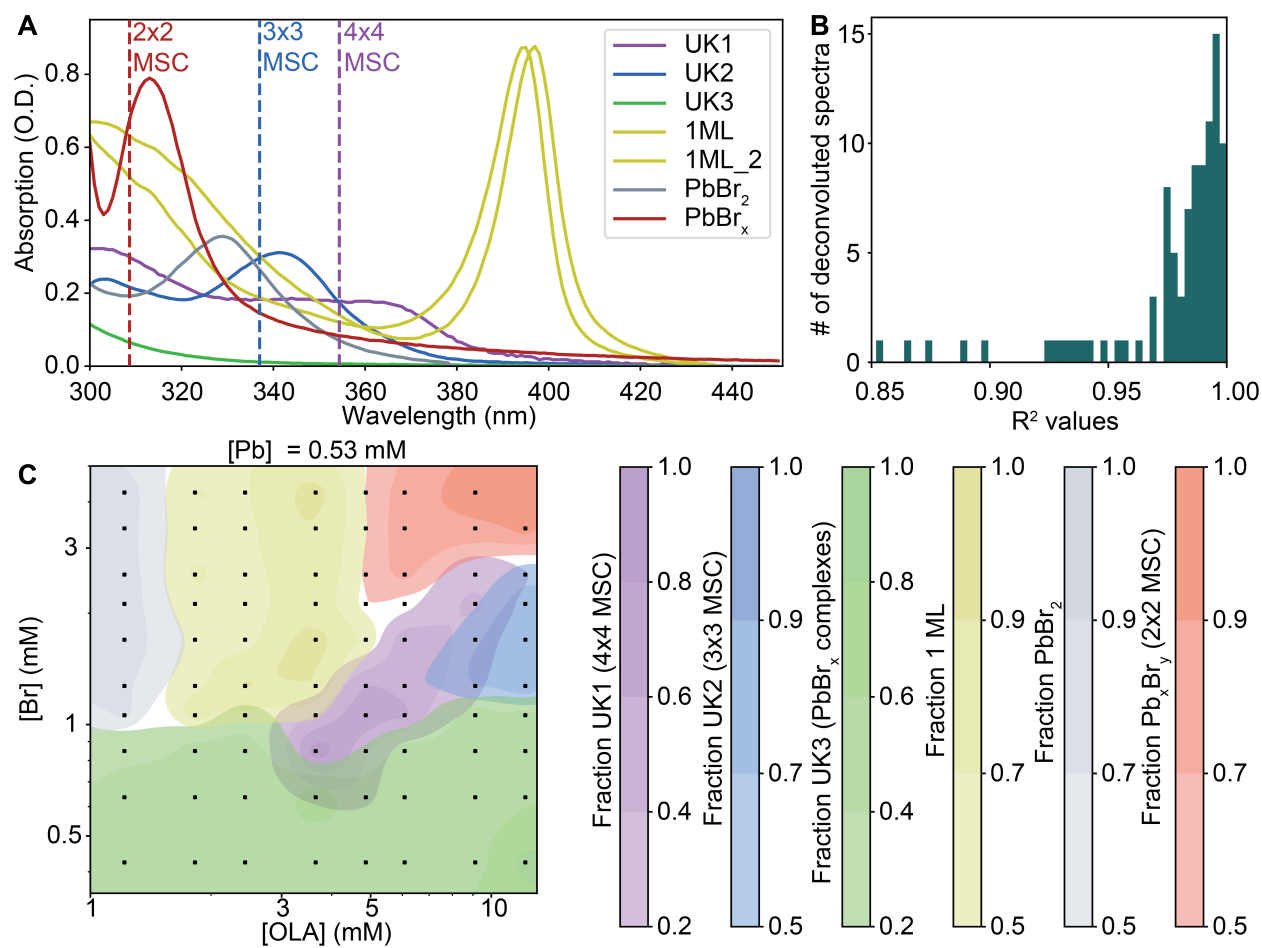 A
2x2
MSC
3x3
MSC
4x4
MSC
UK1
UK2
UK3
1ML
1ML_2
PbBr2
PbBrx
Absorption (O.D.)
0.8
0.6
0.4
0.2
0.0
300 320 340 360 380 400 420 440
Wavelength (nm)
B
# of deconvoluted spectra
15
10
5
0
0.85 0.90 0.95 1.00
R² values
C
[Pb] = 0.53 mM
[Br] (mM)
3
1
0.5
1 3 5 10
[OLA] (mM)
Fraction UK1 (4x4 MSC)
1.0
0.8
0.6
0.4
0.2
Fraction UK2 (3x3 MSC)
1.0
0.9
0.7
0.5
Fraction UK3 (PbBrx complexes)
1.0
0.8
0.6
0.4
0.2
Fraction 1 ML
1.0
0.9
0.7
0.5
Fraction PbBr2
1.0
0.9
0.7
0.5
Fraction PbxBry (2x2 MSC)
1.0
0.9
0.7
0.5